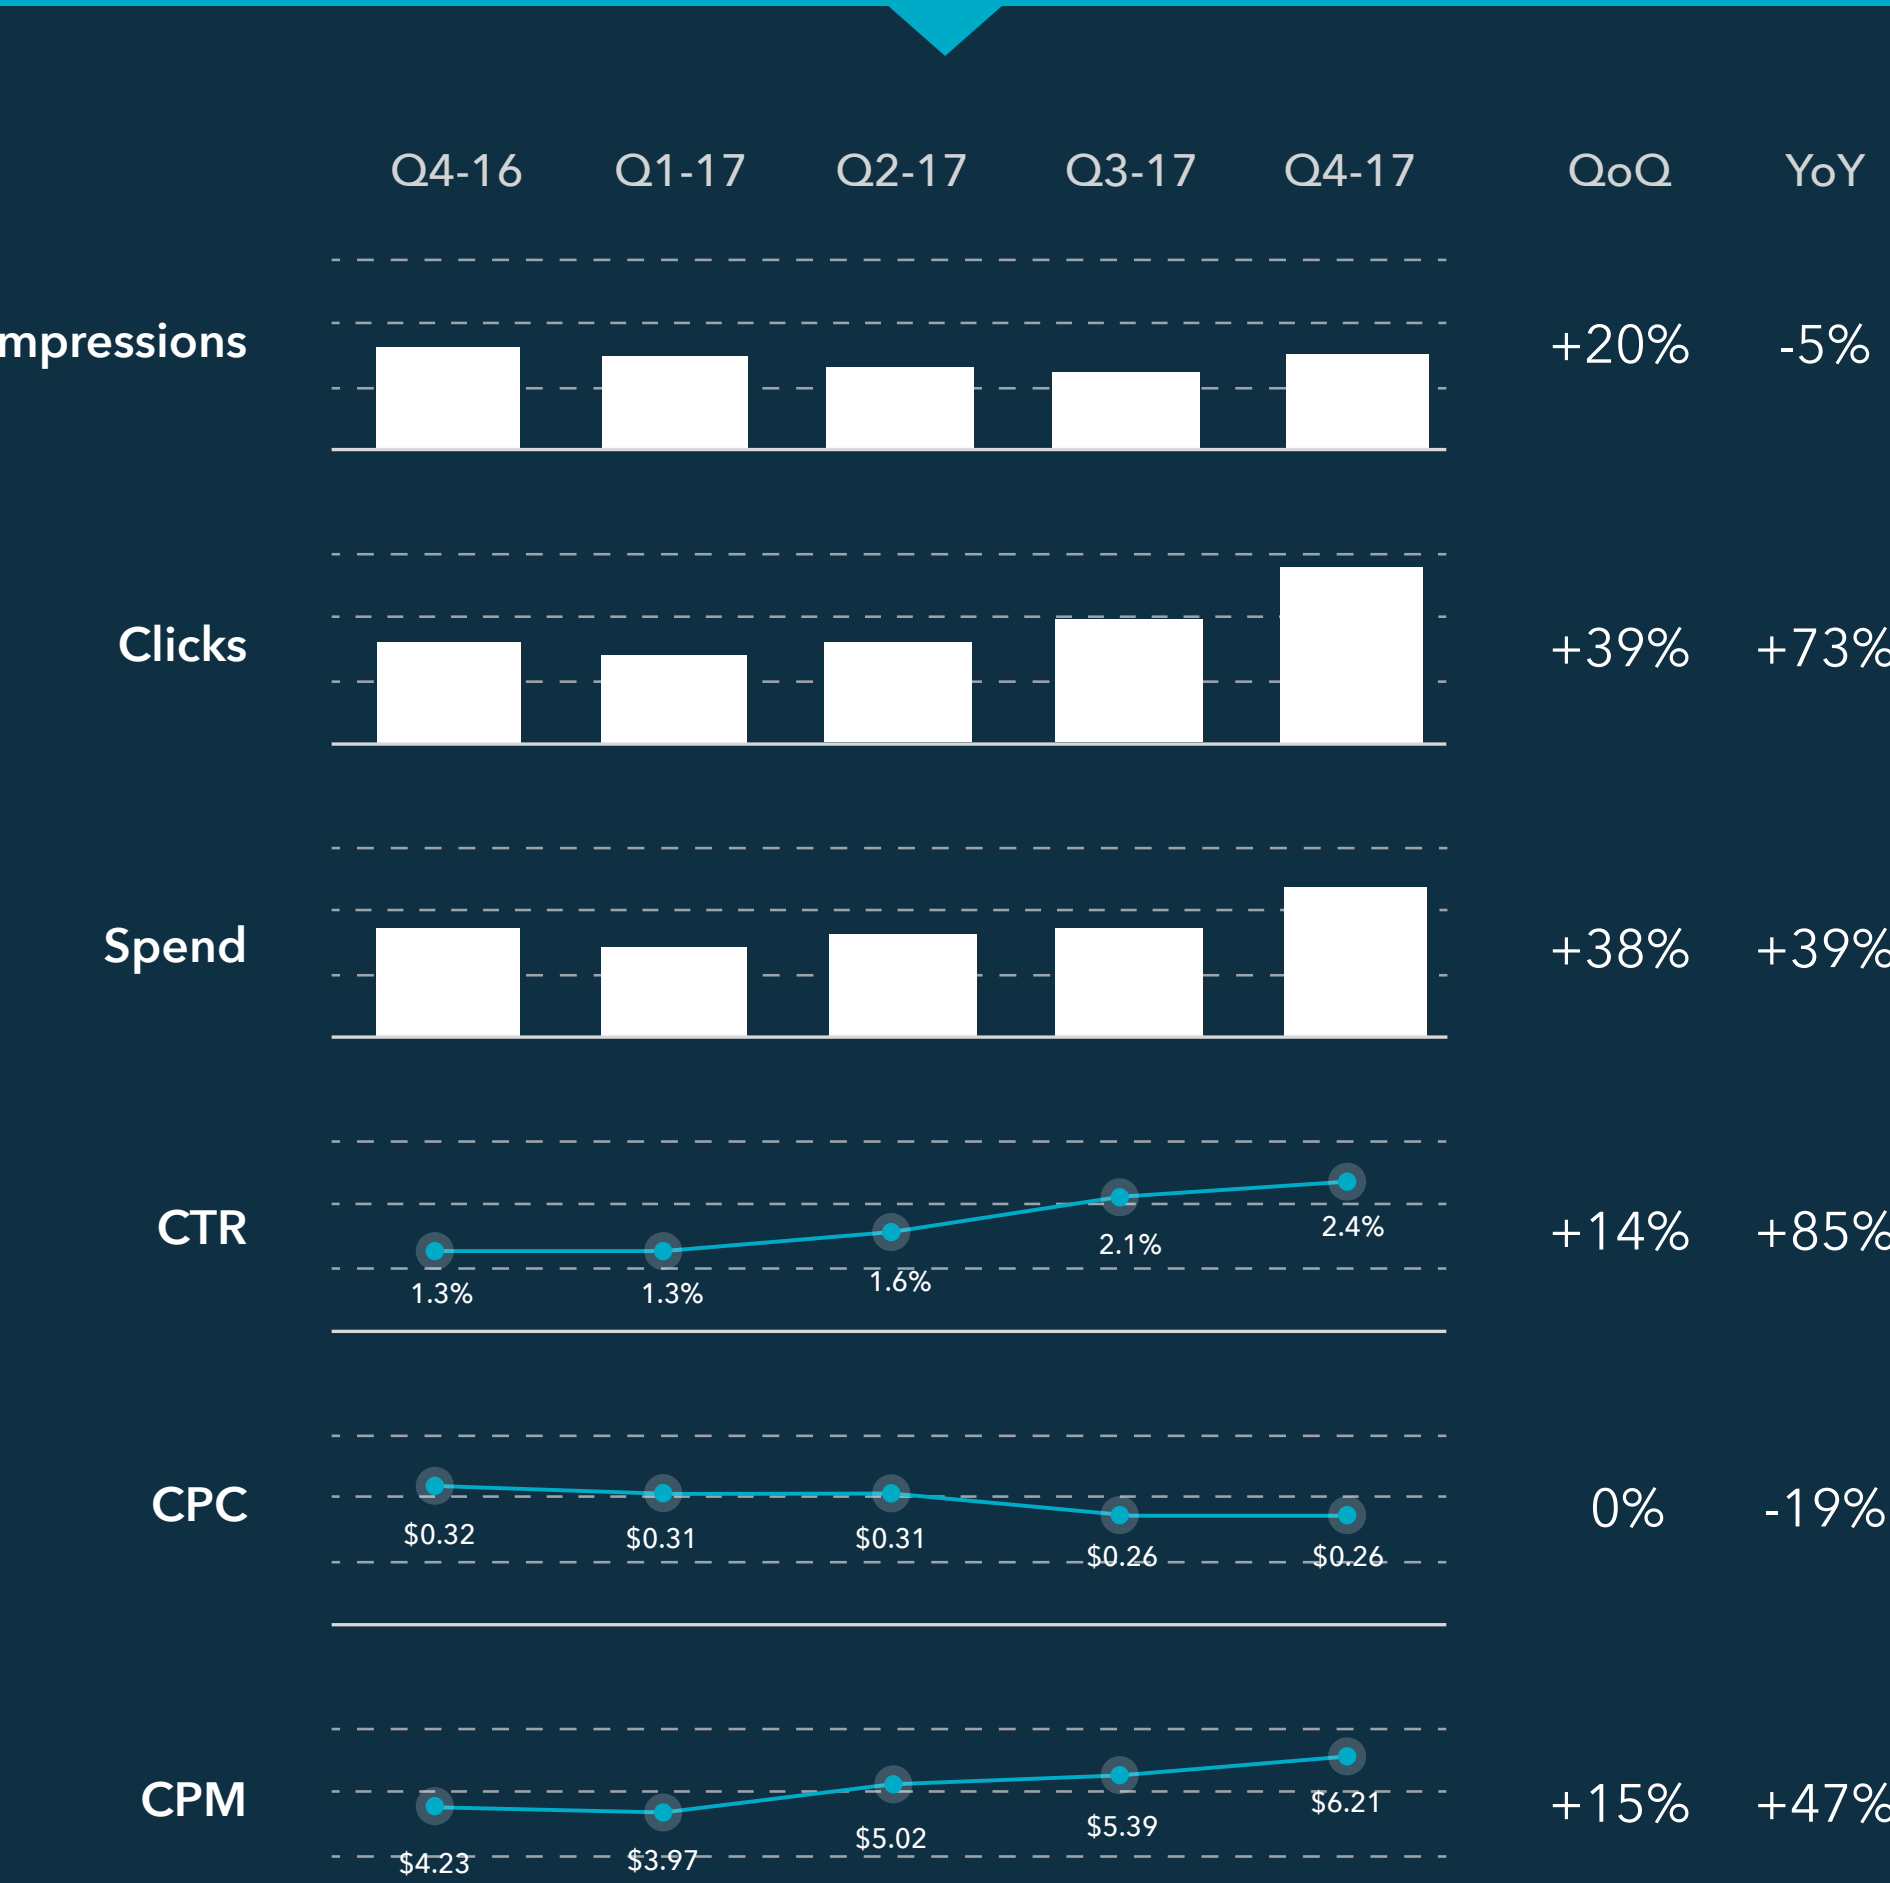 Q4-16 Q1-17 Q2-17 Q3-17 Q4-17 QoQ YoY
mpressions +20% -5%
Clicks +39% +73%
Spend +38% +39%
CTR +14% +85%
1.3% 1.3% 1.6% 2.1% 2.4%
CPC 0% -19%
$0.32 $0.31 $0.31 $0.26 $0.26
CPM +15% +47%
$4.23 $3.97 $5.02 $5.39 $6.21